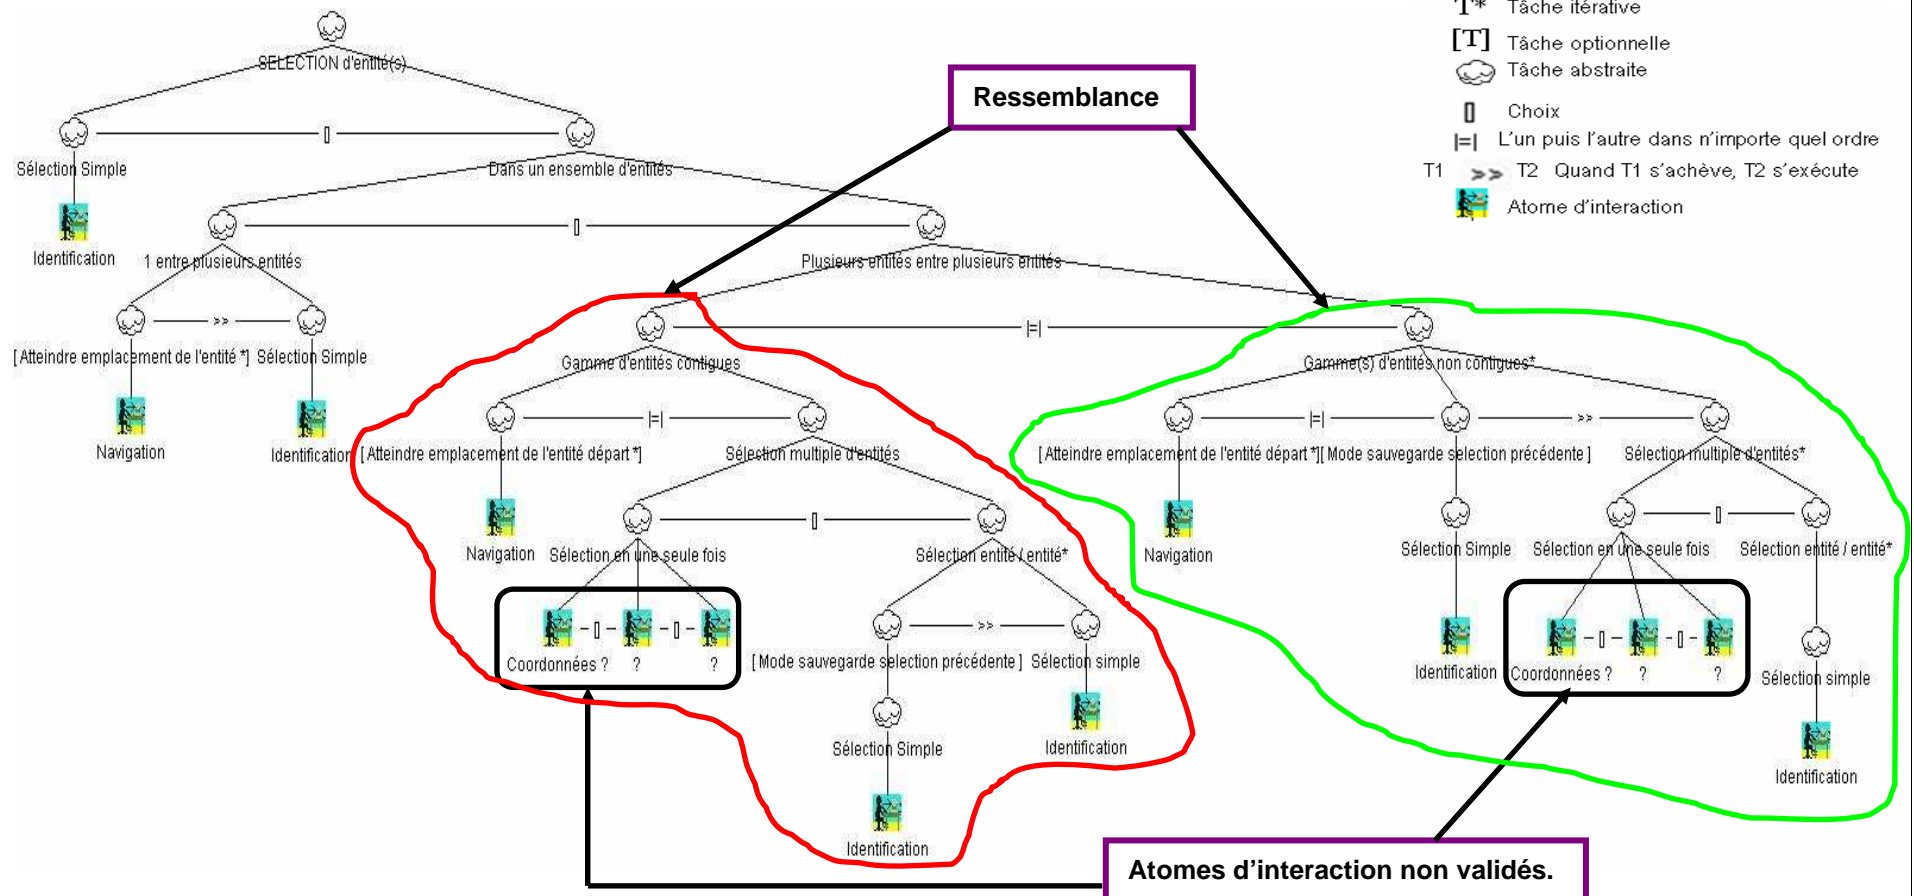 T* Tâche itérative
[T] Tâche optionnelle
Tâche abstraite
[] Choix
|=| L'un puis l'autre dans n'importe quel ordre
T1 >> T2 Quand T1 s'achève, T2 s'exécute
Atome d'interaction
SELECTION d'entité(s)
Ressemblance
[]
Sélection Simple
Dans un ensemble d'entités
Identification
[]
1 entre plusieurs entités
Plusieurs entités entre plusieurs entités
>>
|=|
[ Atteindre emplacement de l'entité *] Sélection Simple
Gamme d'entités contigues
Gamme(s) d'entités non contigues*
Navigation
Identification
|=|
|=|
>>
[ Atteindre emplacement de l'entité départ *]
Sélection multiple d'entités
[ Atteindre emplacement de l'entité départ *]
[ Mode sauvegarde selection précédente ]
Sélection multiple d'entités*
[]
[]
Navigation
Sélection en une seule fois
Sélection entité / entité*
Navigation
Sélection Simple
Sélection en une seule fois
Sélection entité / entité*
- [] - - [] -
>>
- [] - - [] -
Coordonnées ? ? ?
[ Mode sauvegarde selection précédente ]
Sélection simple
Identification
Coordonnées ? ? ?
Sélection simple
Sélection Simple
Identification
Identification
Identification
Atomes d'interaction non validés.